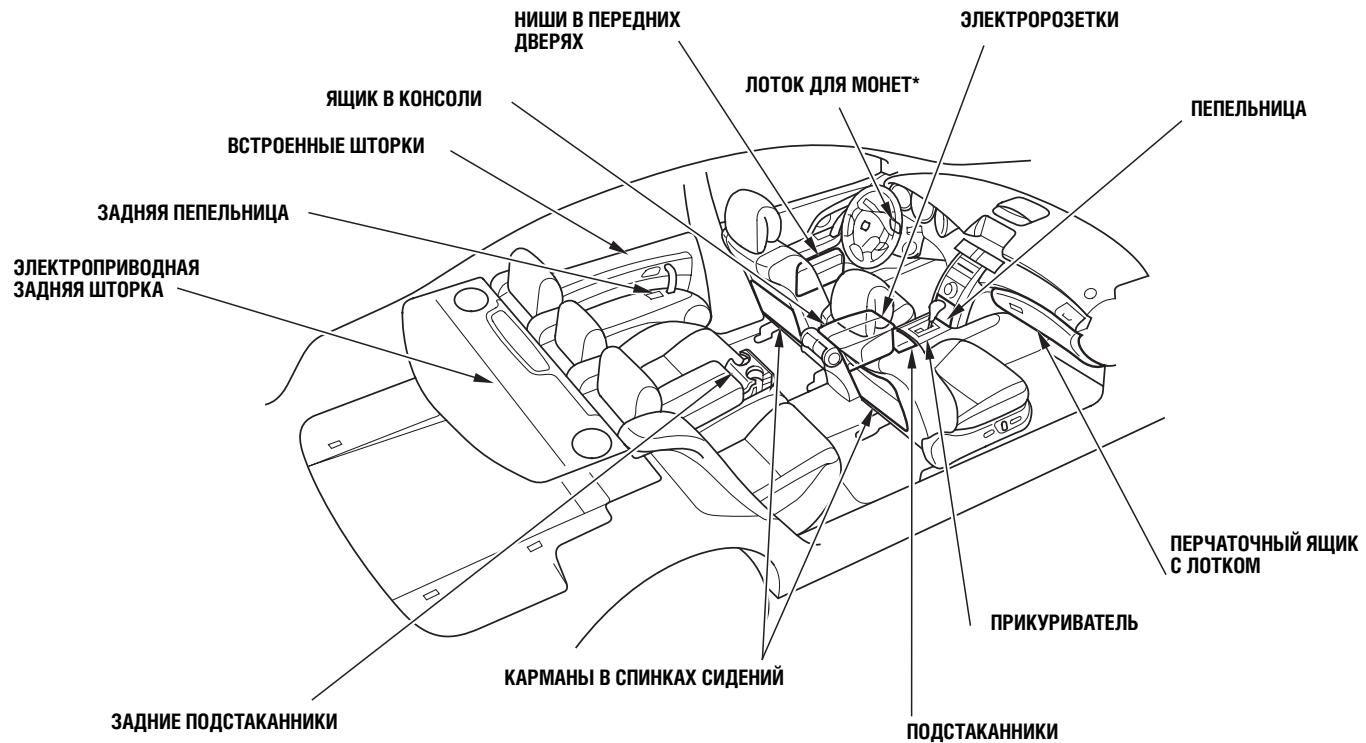 НИШИ В ПЕРЕДНИХ
ДВЕРЯХ
ЭЛЕКТРОРОЗЕТКИ
ЛОТОК ДЛЯ МОНЕТ*
ЯЩИК В КОНСОЛИ
ПЕПЕЛЬНИЦА
ВСТРОЕННЫЕ ШТОРКИ
ЗАДНЯЯ ПЕПЕЛЬНИЦА
ЭЛЕКТРОПРИВОДНАЯ
ЗАДНЯЯ ШТОРКА
ПЕРЧАТОЧНЫЙ ЯЩИК
С ЛОТКОМ
ПРИКУРИВАТЕЛЬ
КАРМАНЫ В СПИНКАХ СИДЕНИЙ
ЗАДНИЕ ПОДСТАКАННИКИ
ПОДСТАКАННИКИ